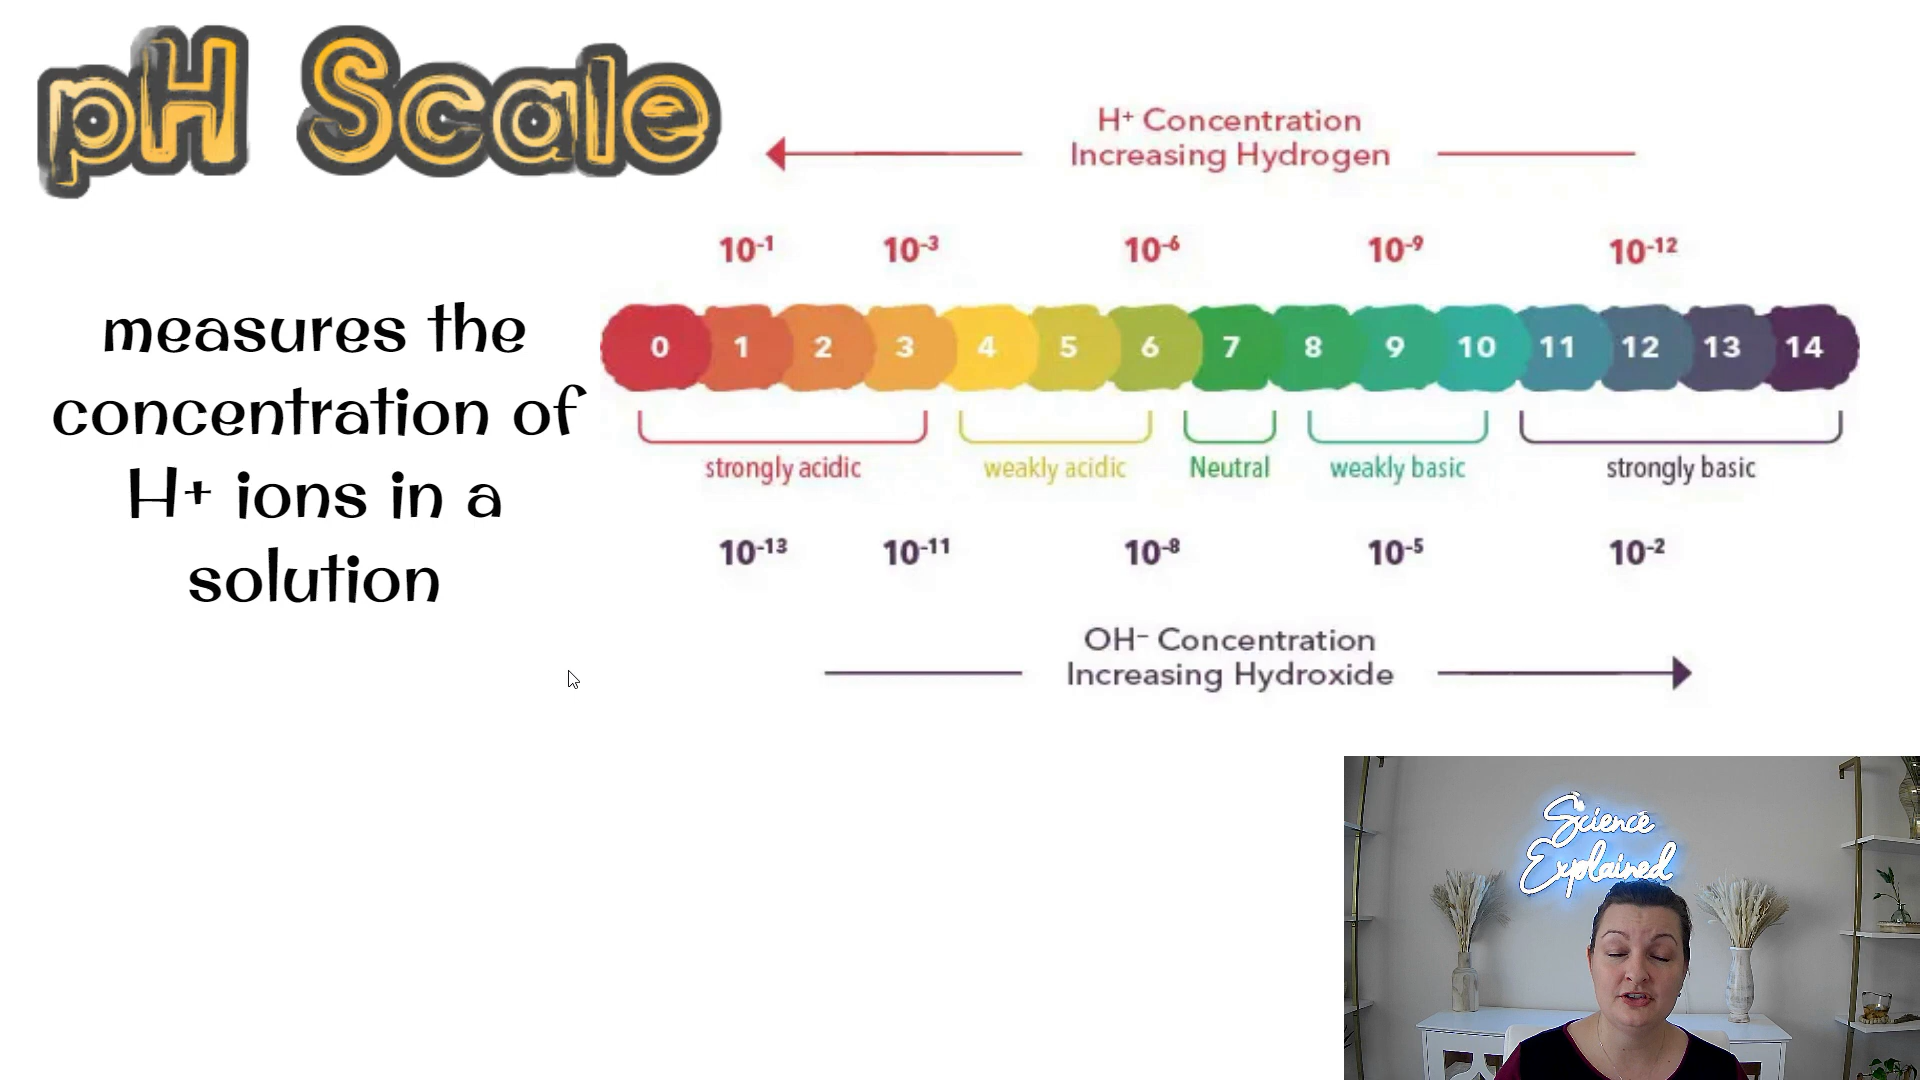 pH Scale
H⁺ Concentration
Increasing Hydrogen
10⁻¹ 10⁻³ 10⁻⁶ 10⁻⁹ 10⁻¹²
measures the
concentration of
H+ ions in a
solution
0 1 2 3 4 5 6 7 8 9 10 11 12 13 14
strongly acidic weakly acidic Neutral weakly basic strongly basic
10⁻¹³ 10⁻¹¹ 10⁻⁸ 10⁻⁵ 10⁻²
OH⁻ Concentration
Increasing Hydroxide
Science
Explained